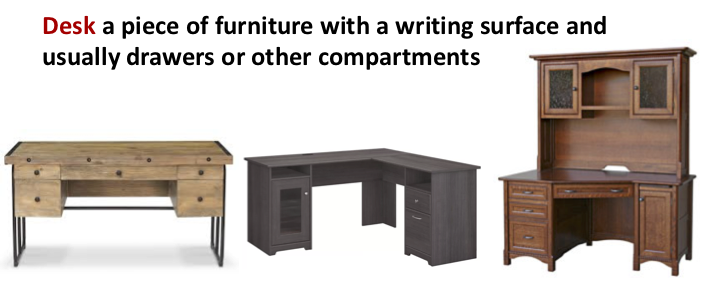 Desk a piece of furniture with a writing surface and
usually drawers or other compartments